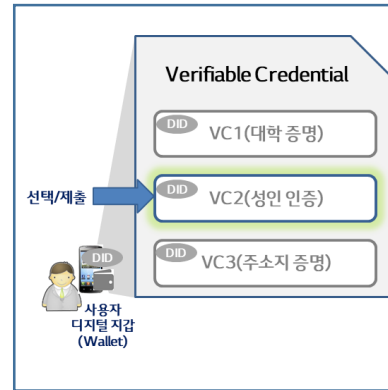 Verifiable Credential
DID
VC1(대학 증명)
선택/제출
DID
VC2(성인 인증)
DID
VC3(주소지 증명)
DID
사용자
디지털 지갑
(Wallet)